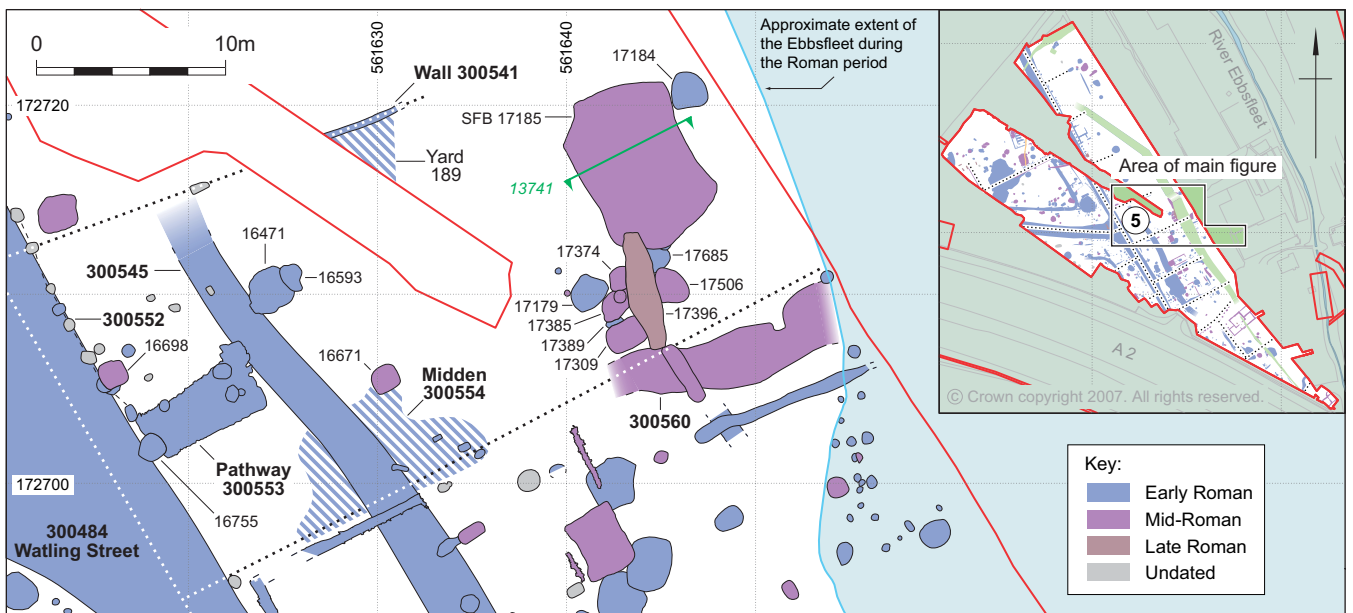 0 10m
561630
561640
172720
172700
Wall 300541
Yard
189
17184
SFB 17185
13741
Approximate extent of
the Ebbsfleet during
the Roman period
300545
16471
16593
300552
16698
16671
Midden
300554
Pathway
300553
16755
300484
Watling Street
17374
17685
17506
17179
17385
17396
17389
17309
300560
River Ebbsfleet
Area of main figure
5
A 2
© Crown copyright 2007. All rights reserved.
Key:
Early Roman
Mid-Roman
Late Roman
Undated